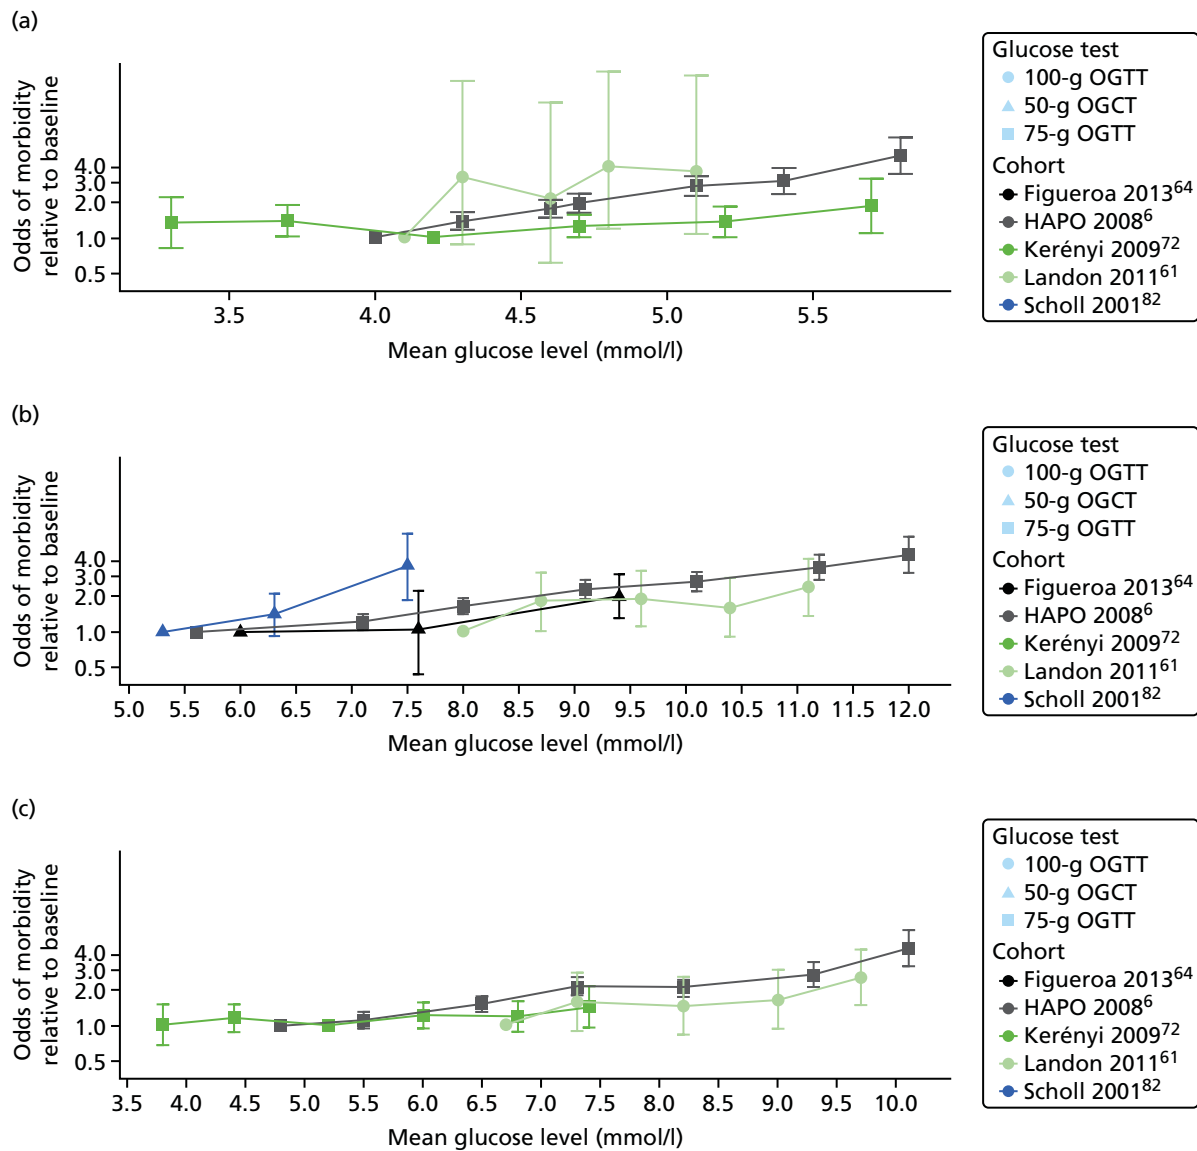 (a)
Odds of morbidity
relative to baseline
4.0
3.0
2.0
1.0
0.5
3.5 4.0 4.5 5.0 5.5
Mean glucose level (mmol/l)
Glucose test
100-g OGTT
50-g OGCT
75-g OGTT
Cohort
Figueroa 2013⁶⁴
HAPO 2008⁶
Kerényi 2009⁷²
Landon 2011⁶¹
Scholl 2001⁸²
(b)
Odds of morbidity
relative to baseline
4.0
3.0
2.0
1.0
0.5
5.0 5.5 6.0 6.5 7.0 7.5 8.0 8.5 9.0 9.5 10.0 10.5 11.0 11.5 12.0
Mean glucose level (mmol/l)
Glucose test
100-g OGTT
50-g OGCT
75-g OGTT
Cohort
Figueroa 2013⁶⁴
HAPO 2008⁶
Kerényi 2009⁷²
Landon 2011⁶¹
Scholl 2001⁸²
(c)
Odds of morbidity
relative to baseline
4.0
3.0
2.0
1.0
0.5
3.5 4.0 4.5 5.0 5.5 6.0 6.5 7.0 7.5 8.0 8.5 9.0 9.5 10.0
Mean glucose level (mmol/l)
Glucose test
100-g OGTT
50-g OGCT
75-g OGTT
Cohort
Figueroa 2013⁶⁴
HAPO 2008⁶
Kerényi 2009⁷²
Landon 2011⁶¹
Scholl 2001⁸²